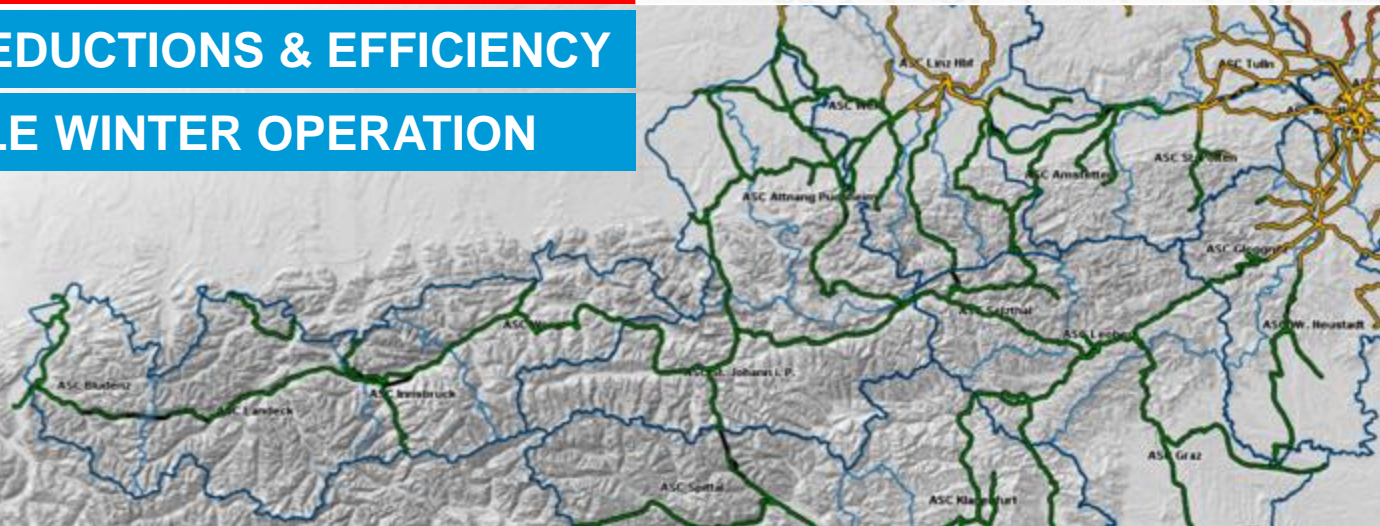 EDUCTIONS & EFFICIENCY
LE WINTER OPERATION
ASC Linz Hbf
ASC Tulln
ASC
ASC St. Pölten
ASC Amstetten
ASC Attnang Puchheim
ASC Gloggnitz
ASC Selzthal
ASC W. Neustadt
ASC
ASC Leoben
ASC St. Johann i. P.
ASC Bludenz
ASC Innsbruck
ASC Landeck
ASC Graz
ASC Spittal
ASC Klagenfurt